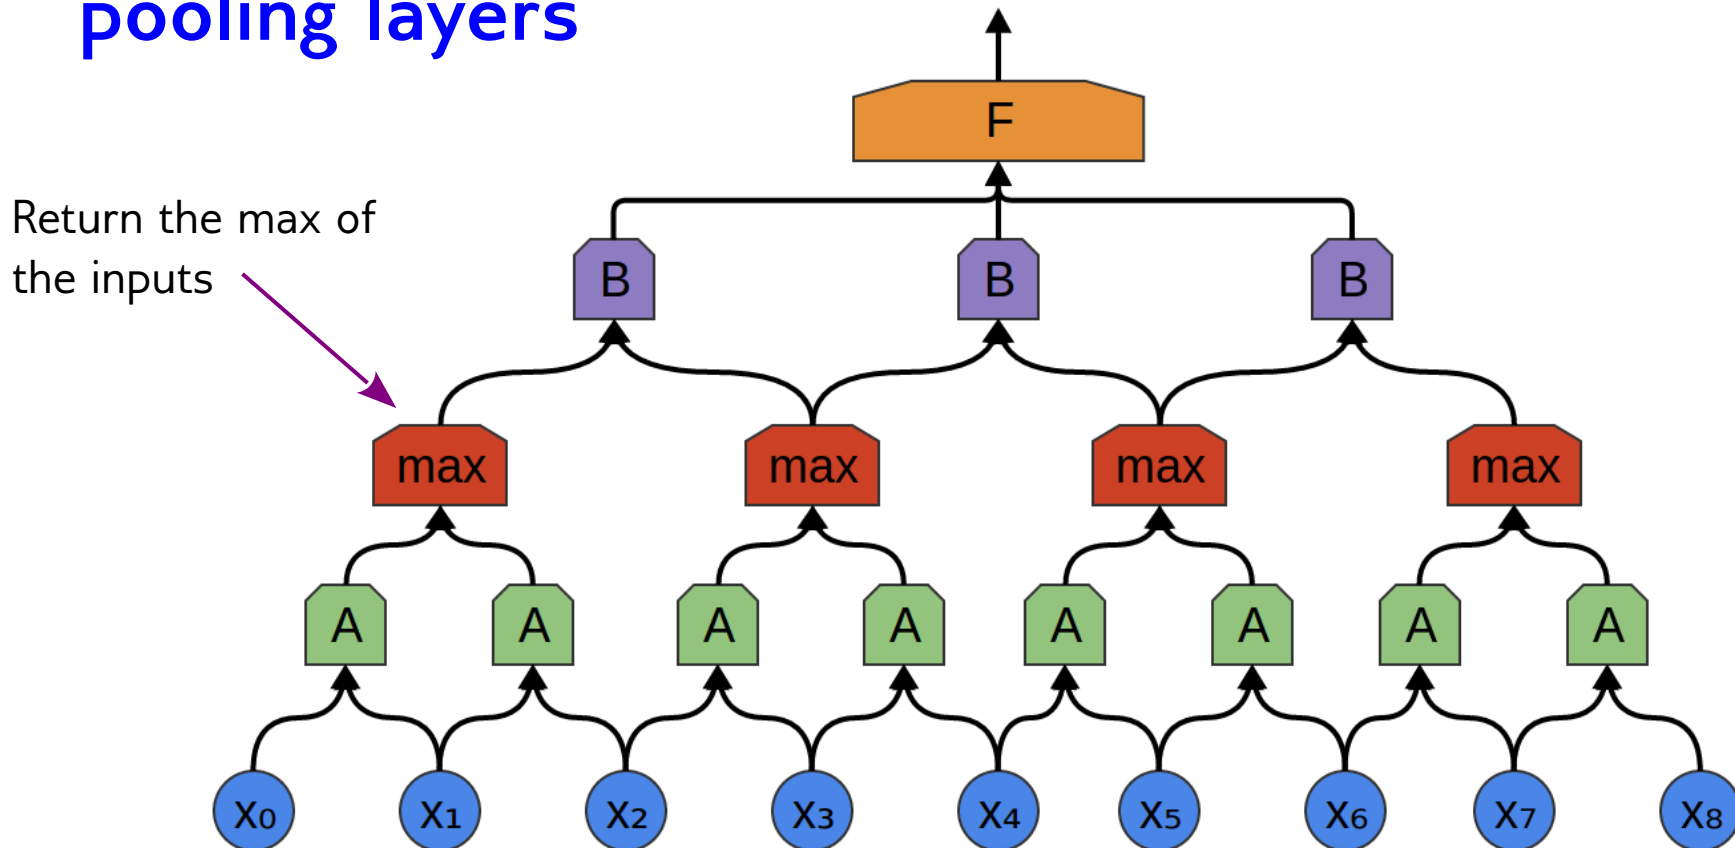 pooling layers
F
Return the max of
the inputs
B B B
max max max max
A A A A A A A A
x₀ x₁ x₂ x₃ x₄ x₅ x₆ x₇ x₈